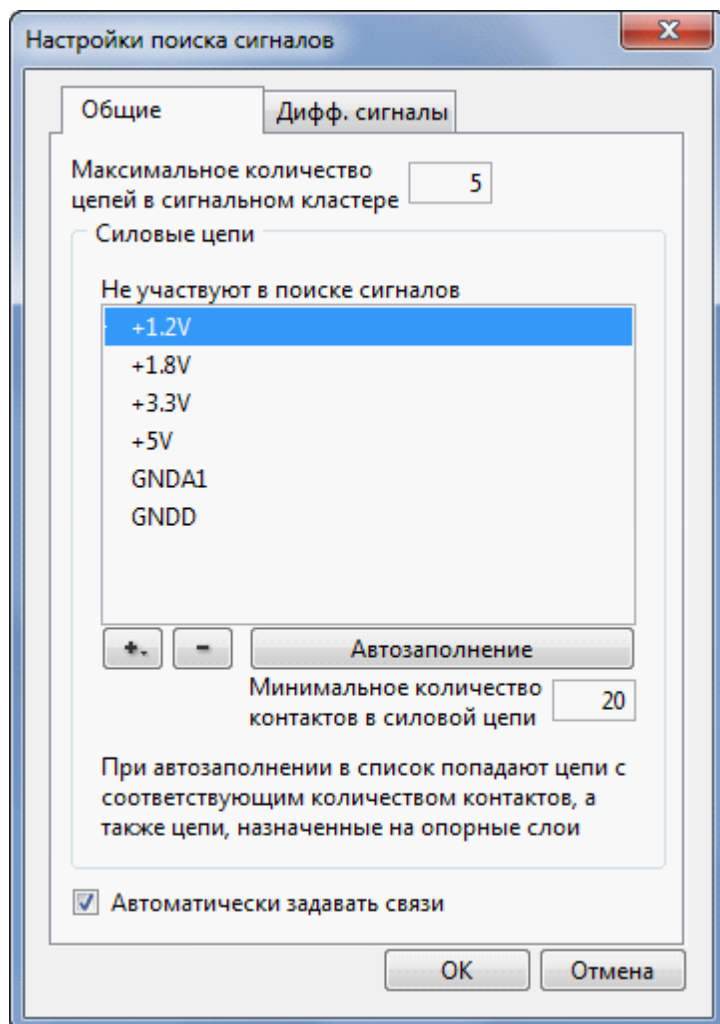 Настройки поиска сигналов
Общие
Дифф. сигналы
Максимальное количество
цепей в сигнальном кластере
5
Силовые цепи
Не участвуют в поиске сигналов
+1.2V
+1.8V
+3.3V
+5V
GNDA1
GNDD
Автозаполнение
Минимальное количество
контактов в силовой цепи
20
При автозаполнении в список попадают цепи с
соответствующим количеством контактов, а
также цепи, назначенные на опорные слои
Автоматически задавать связи
OK
Отмена